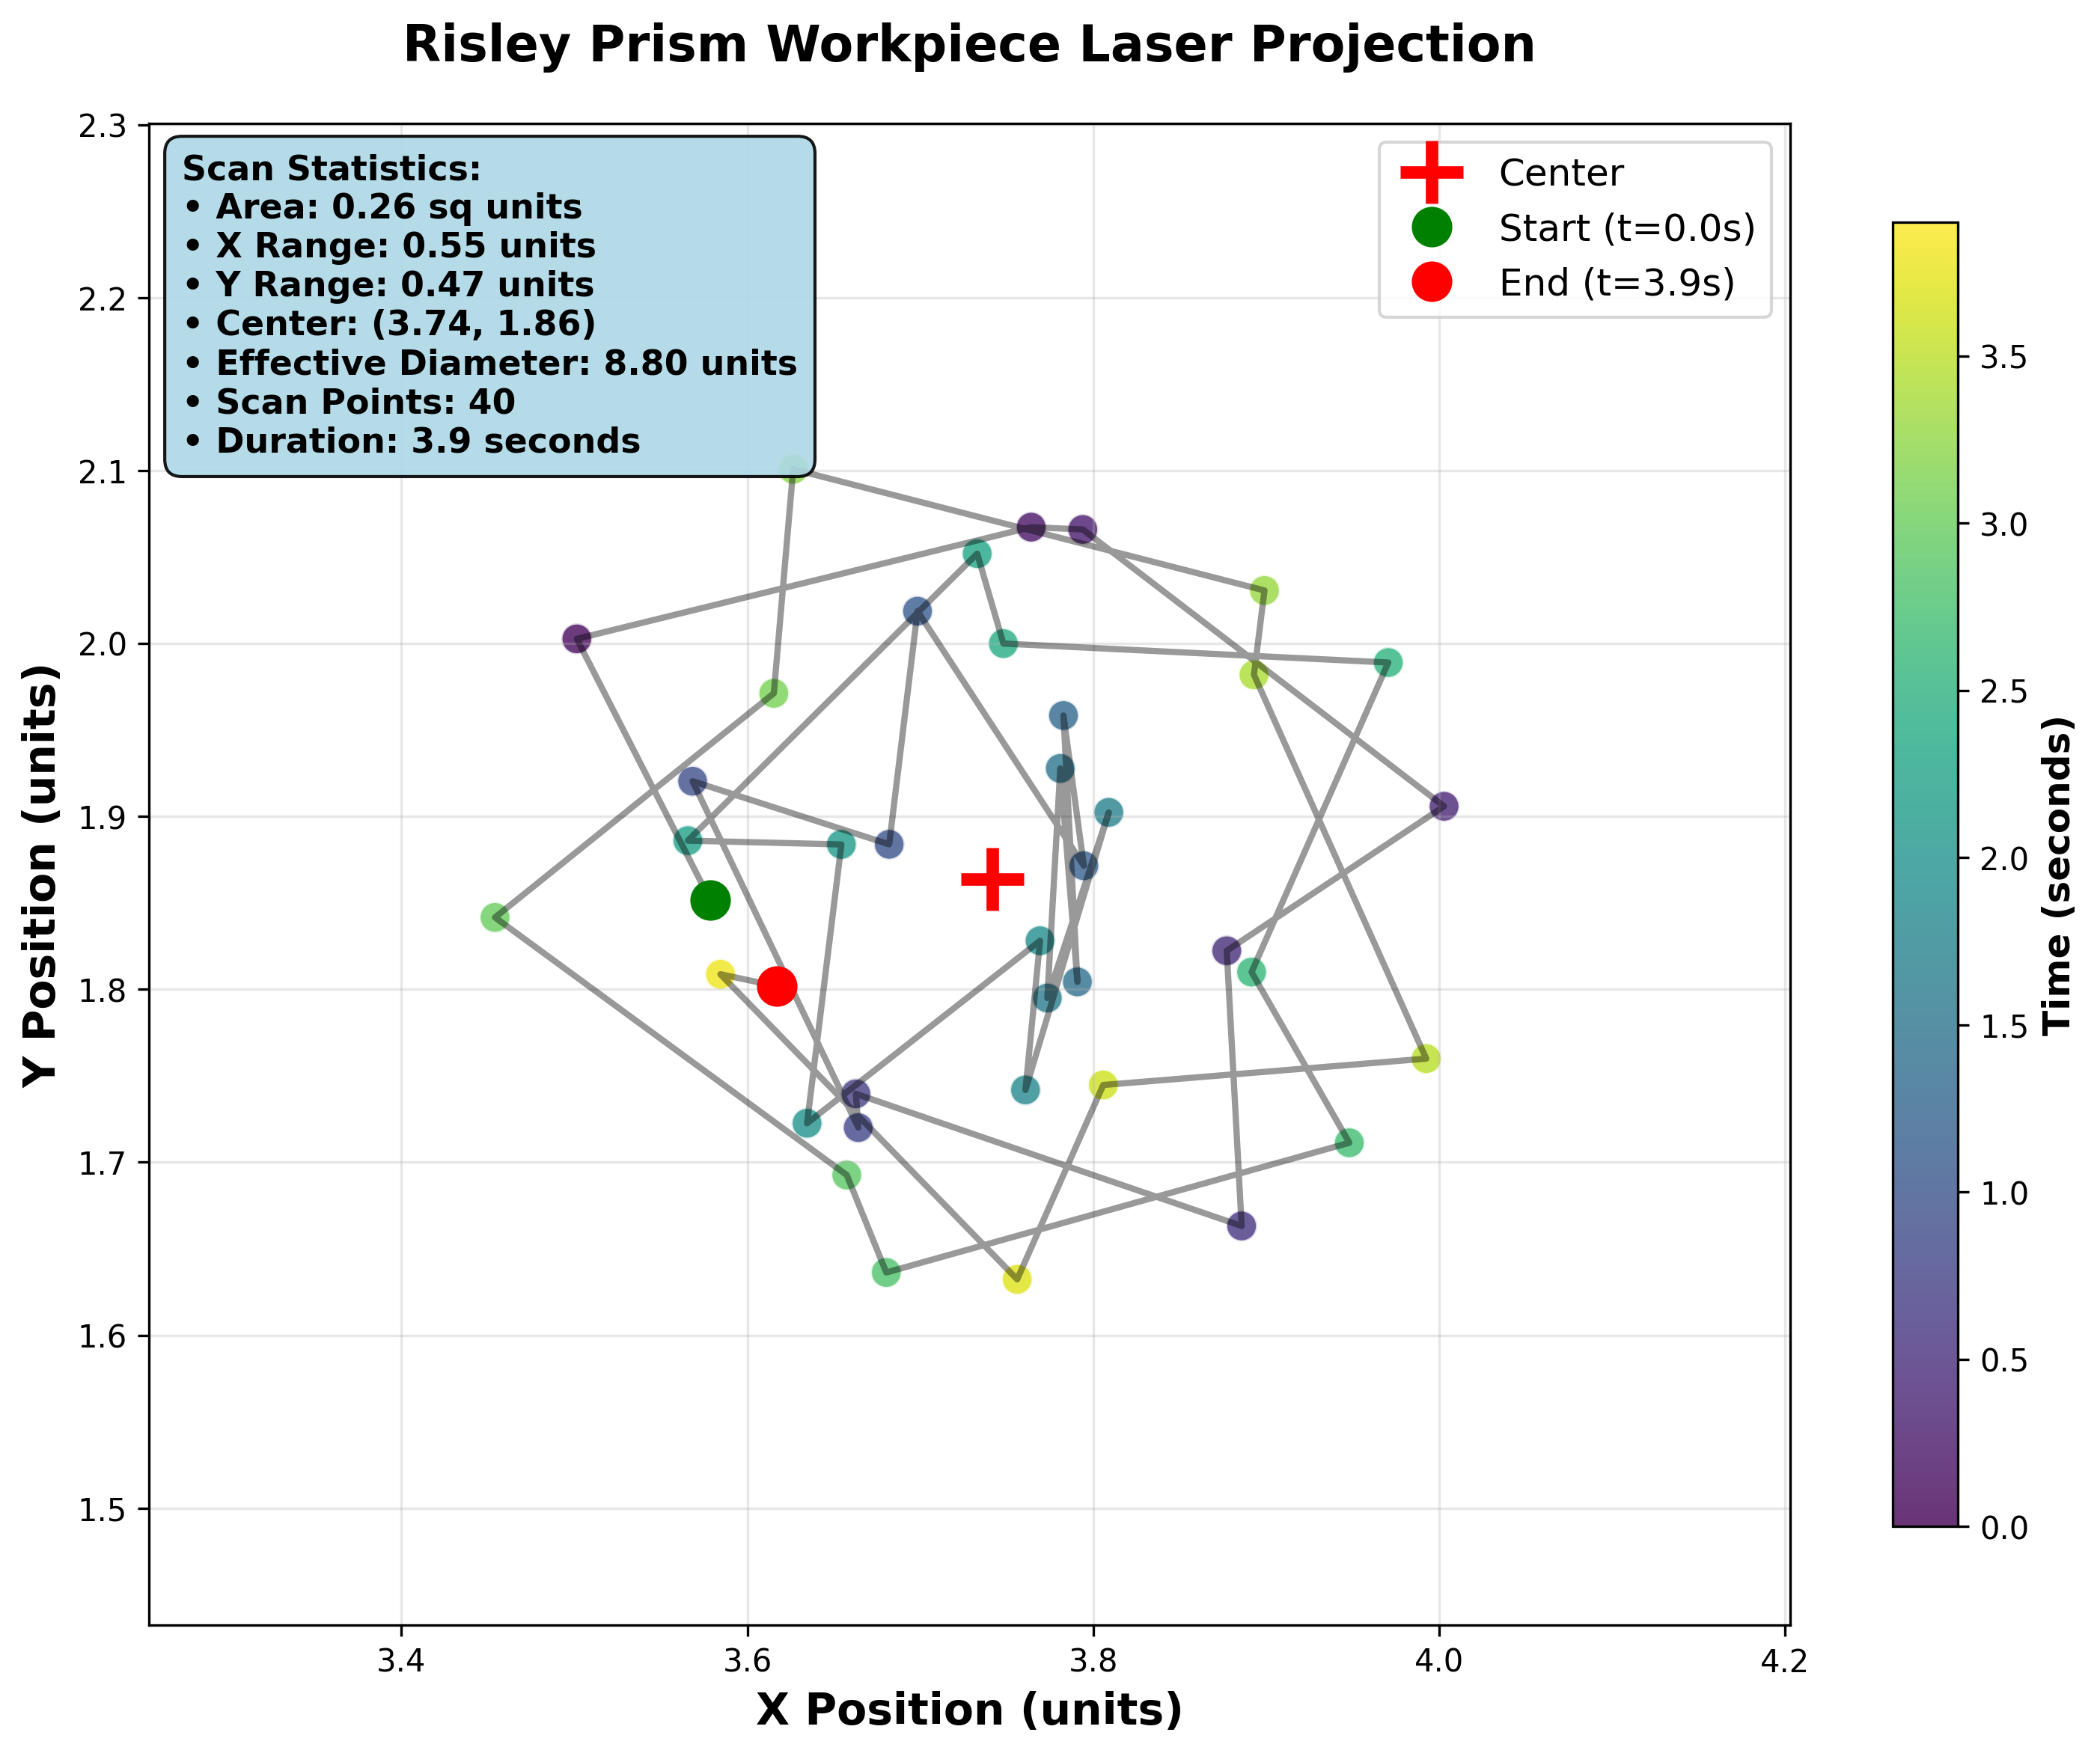 Risley Prism Workpiece Laser Projection
Scan Statistics:
• Area: 0.26 sq units
• X Range: 0.55 units
• Y Range: 0.47 units
• Center: (3.74, 1.86)
• Effective Diameter: 8.80 units
• Scan Points: 40
• Duration: 3.9 seconds
Center
Start (t=0.0s)
End (t=3.9s)
Y Position (units)
2.3
2.2
2.1
2.0
1.9
1.8
1.7
1.6
1.5
3.4
3.6
3.8
4.0
4.2
X Position (units)
3.5
3.0
2.5
2.0
1.5
1.0
0.5
0.0
Time (seconds)